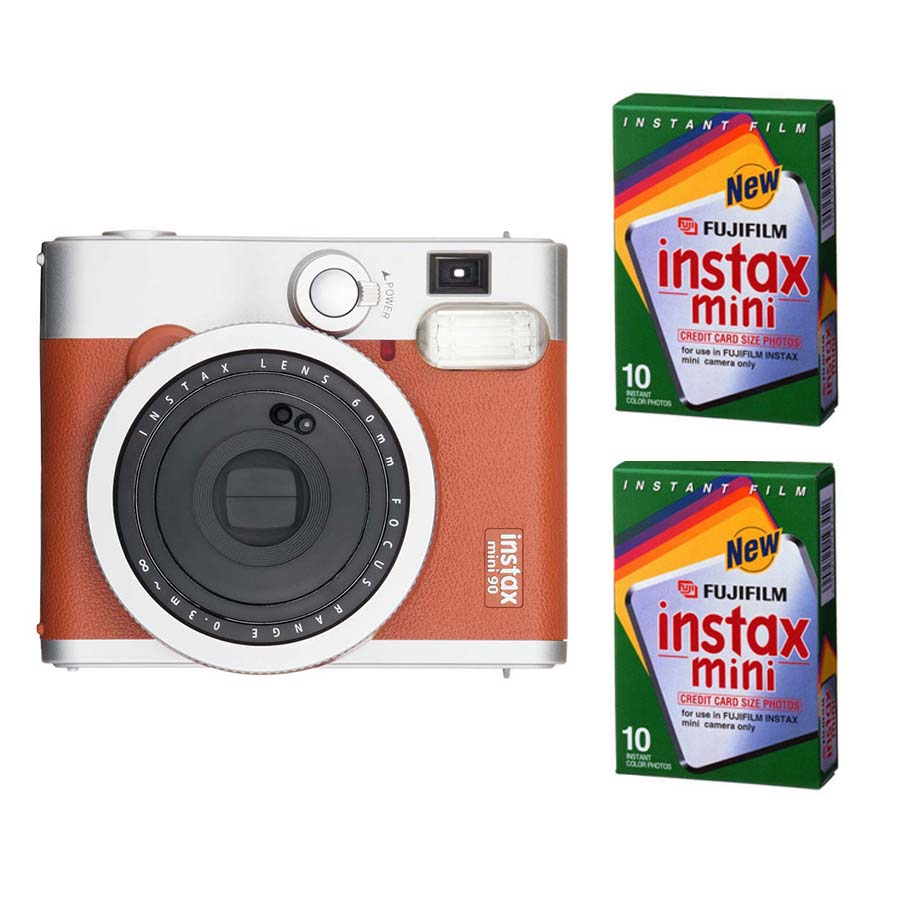 POWER
INSTAX LENS 60mm FOCUS RANGE 0.3m~∞
instax
mini 90
INSTANT FILM
New
FUJI FUJIFILM
instax
mini
CREDIT CARD SIZE PHOTOS
for use in FUJIFILM INSTAX
mini camera only
10
INSTANT
COLOR PHOTOS
INSTANT FILM
New
FUJI FUJIFILM
instax
mini
CREDIT CARD SIZE PHOTOS
for use in FUJIFILM INSTAX
mini camera only
10
INSTANT
COLOR PHOTOS